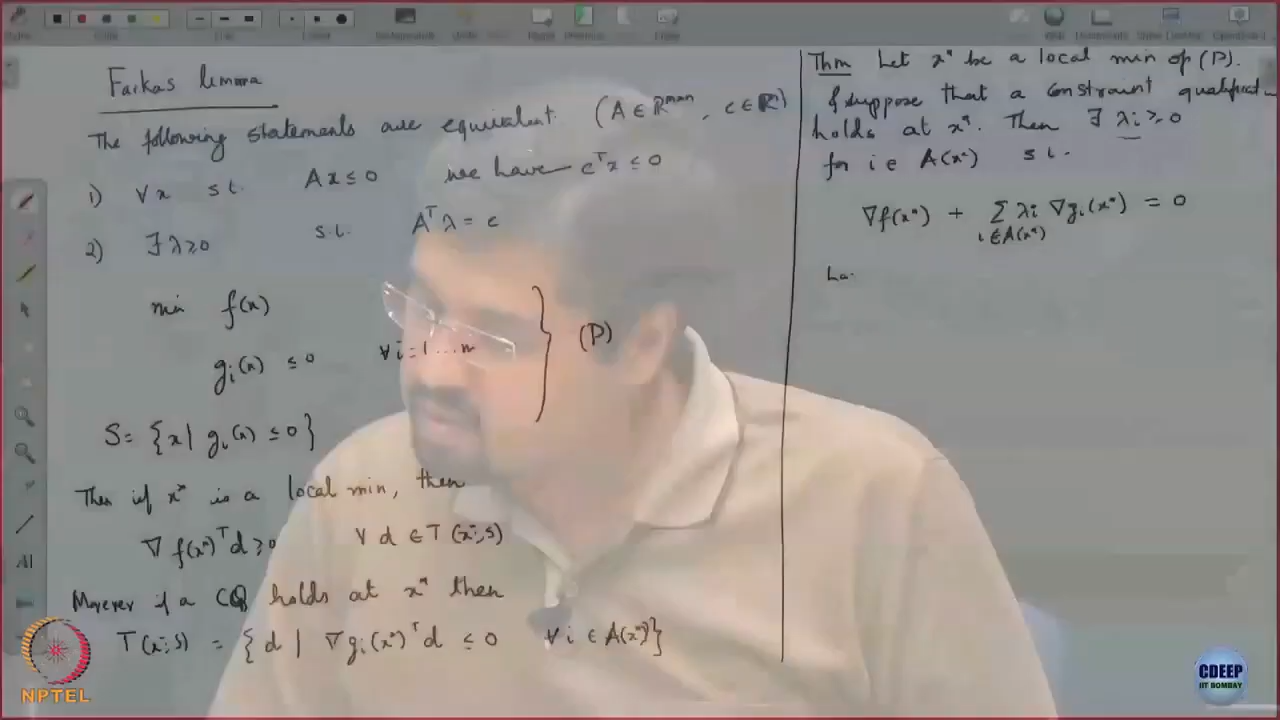 Farkas lemma
The following statements are equivalent. (A ∈ ℝ^{m×n}, c ∈ ℝ^n)
1) ∀x s.t. Ax ≤ 0 we have c^T x ≤ 0
2) ∃ λ ≥ 0 s.t. A^T λ = c
min f(x)
g_i(x) ≤ 0 ∀i = 1 ... m
(P)
S = {x | g_i(x) ≤ 0}
Then if x* is a local min, then
∇f(x*)^T d ≥ 0 ∀ d ∈ T(x*; S)
Morever if a CQ holds at x* then
T(x*; S) = {d | ∇g_i(x*)^T d ≤ 0 ∀i ∈ A(x*)}
Thm Let x* be a local min of (P).
& suppose that a constraint qualification
holds at x*. Then ∃ λ_i ≥ 0
for i ∈ A(x*) s.t.
∇f(x*) + Σ λ_i ∇g_i(x*) = 0
i ∈ A(x*)
La
NPTEL
CDEEP
IIT BOMBAY